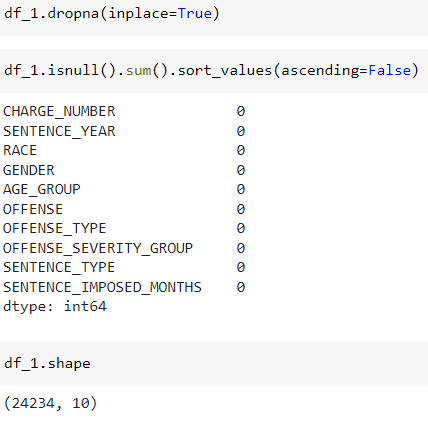 df_1.dropna(inplace=True)
df_1.isnull().sum().sort_values(ascending=False)
CHARGE_NUMBER 0
SENTENCE_YEAR 0
RACE 0
GENDER 0
AGE_GROUP 0
OFFENSE 0
OFFENSE_TYPE 0
OFFENSE_SEVERITY_GROUP 0
SENTENCE_TYPE 0
SENTENCE_IMPOSED_MONTHS 0
dtype: int64
df_1.shape
(24234, 10)